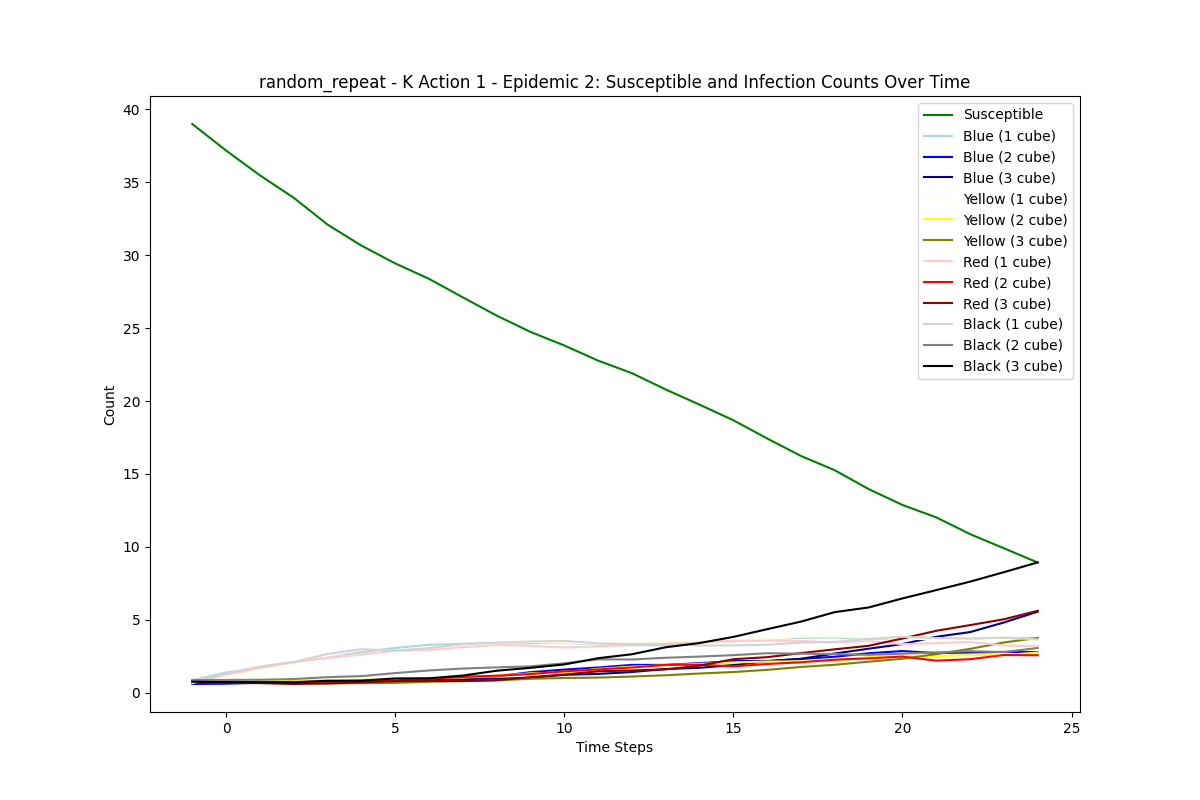 random_repeat - K Action 1 - Epidemic 2: Susceptible and Infection Counts Over Time
40
35
30
25
20
15
10
5
0
Count
Susceptible
Blue (1 cube)
Blue (2 cube)
Blue (3 cube)
Yellow (1 cube)
Yellow (2 cube)
Yellow (3 cube)
Red (1 cube)
Red (2 cube)
Red (3 cube)
Black (1 cube)
Black (2 cube)
Black (3 cube)
0 5 10 15 20 25
Time Steps